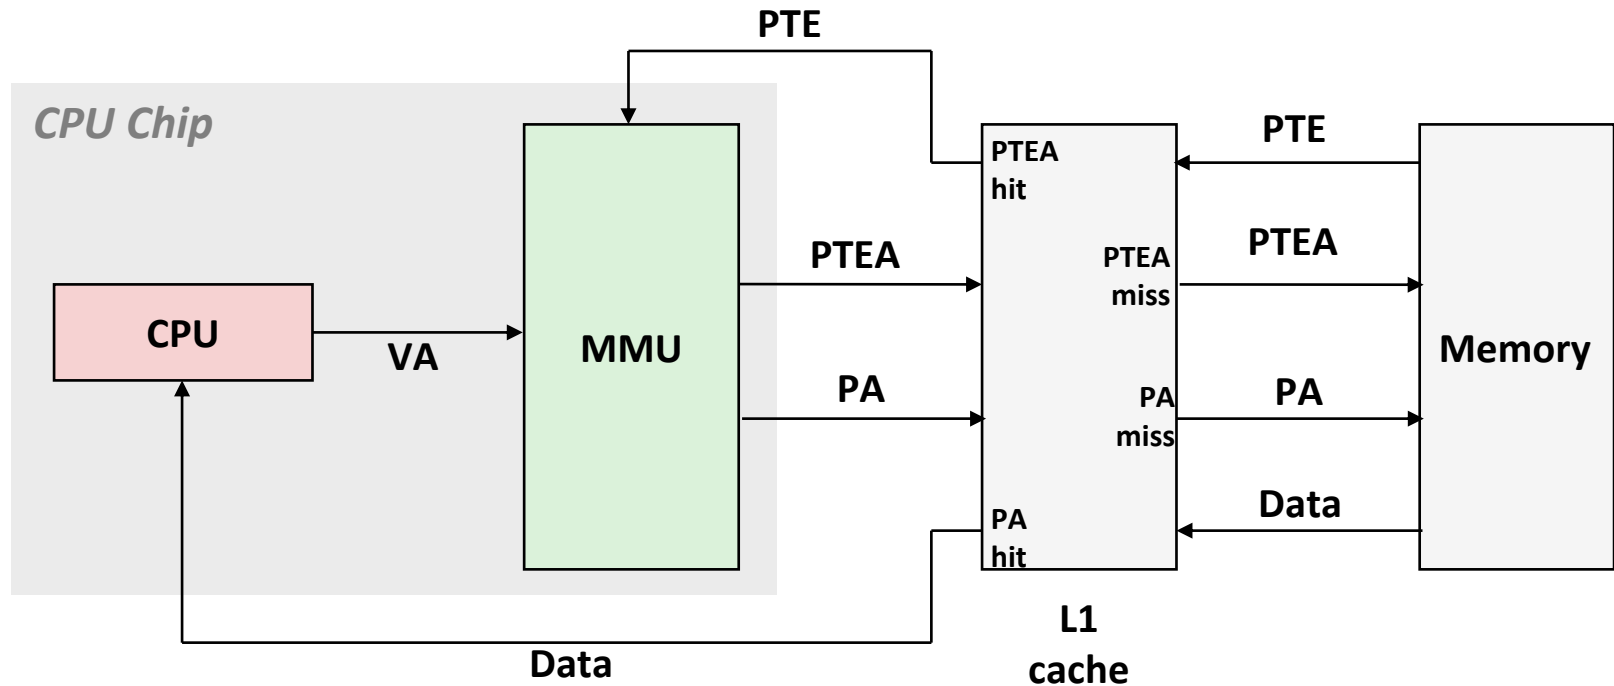 PTE
CPU Chip
PTEA
hit
PTE
PTEA
PTEA
miss
PTEA
CPU
VA
MMU
Memory
PA
PA
miss
PA
PA
hit
Data
L1
cache
Data